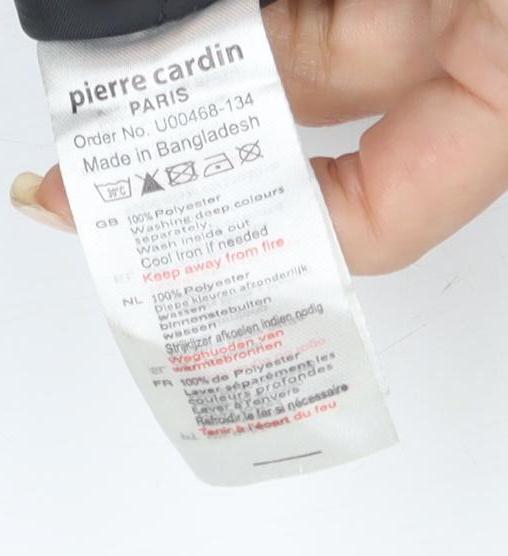 pierre cardin
PARIS
Order No. U00468-134
Made in Bangladesh
30°C
GB 100% Polyester
Washing deep colours
separately.
Wash inside out
Cool Iron if needed
Keep away from fire
NL 100% Polyester
Diepe kleuren afzonderlijk
wassen
binnenstebuiten
wassen
Strijkijzer afkoelen indien nodig
Weghuoden van
warmtebronnen
FR 100% de Polyester
Laver séparément les
couleurs profondes
Laver à l'envers
Refroidir le fer si nécessaire
Tenir à l'écart du feu